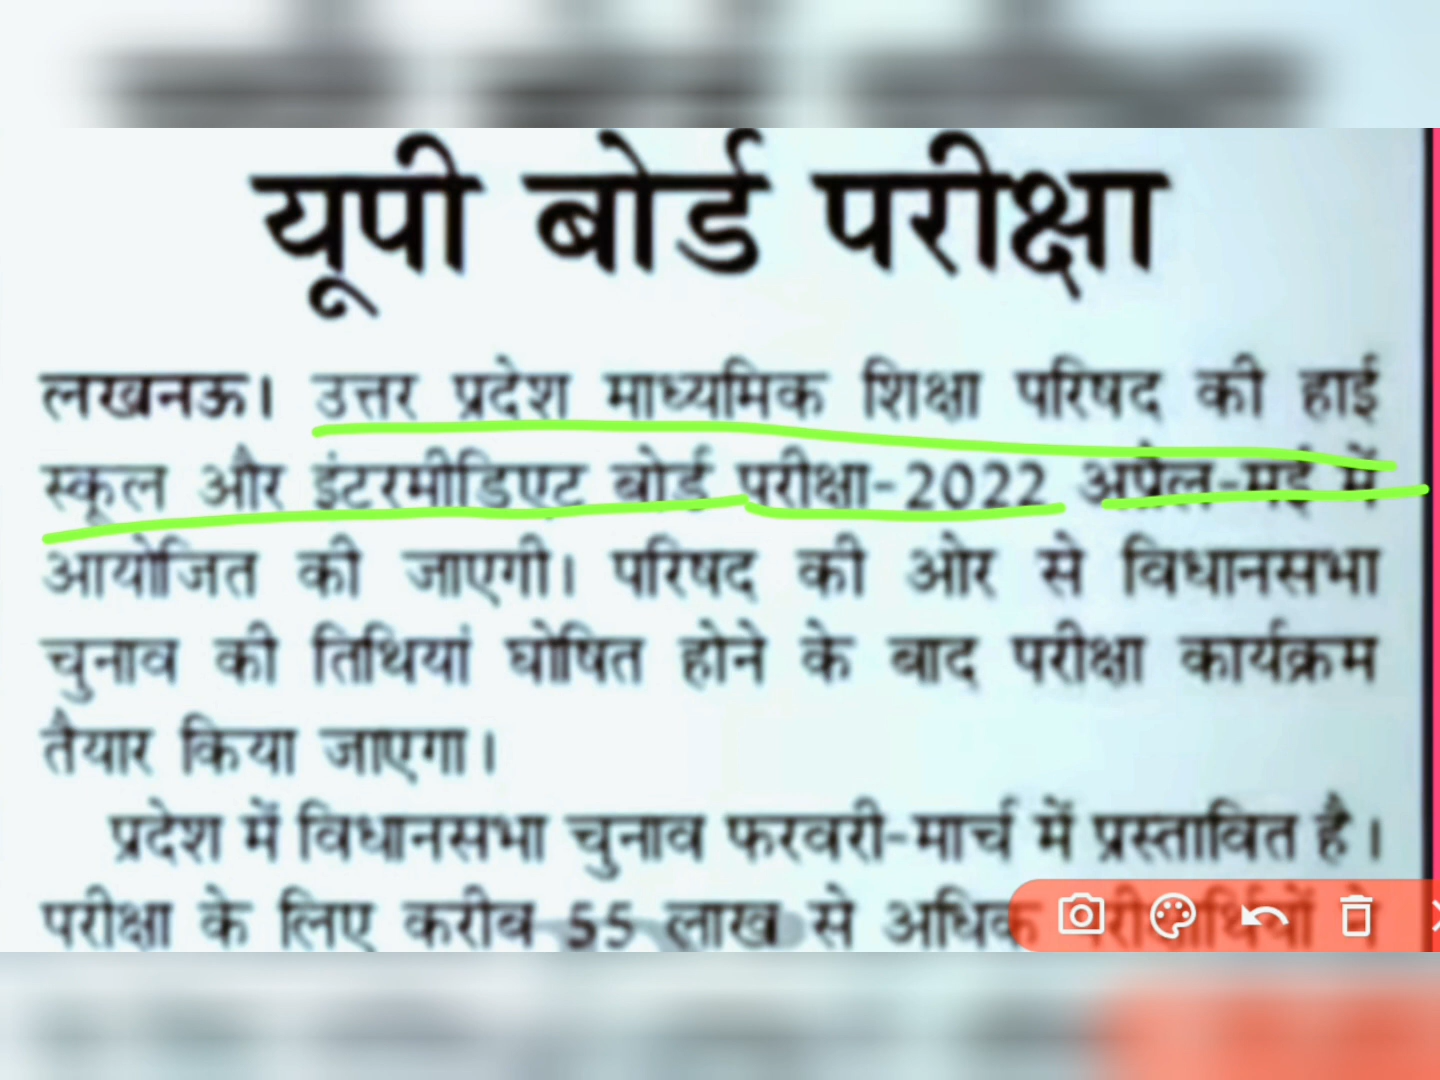 यूपी बोर्ड परीक्षा
लखनऊ। उत्तर प्रदेश माध्यमिक शिक्षा परिषद की हाई
स्कूल और इंटरमीडिएट बोर्ड परीक्षा-2022 अप्रैल-मई में
आयोजित की जाएगी। परिषद की ओर से विधानसभा
चुनाव की तिथियां घोषित होने के बाद परीक्षा कार्यक्रम
तैयार किया जाएगा।
प्रदेश में विधानसभा चुनाव फरवरी-मार्च में प्रस्तावित है।
परीक्षा के लिए करीब 55 लाख से अधिक परीक्षार्थियों ने